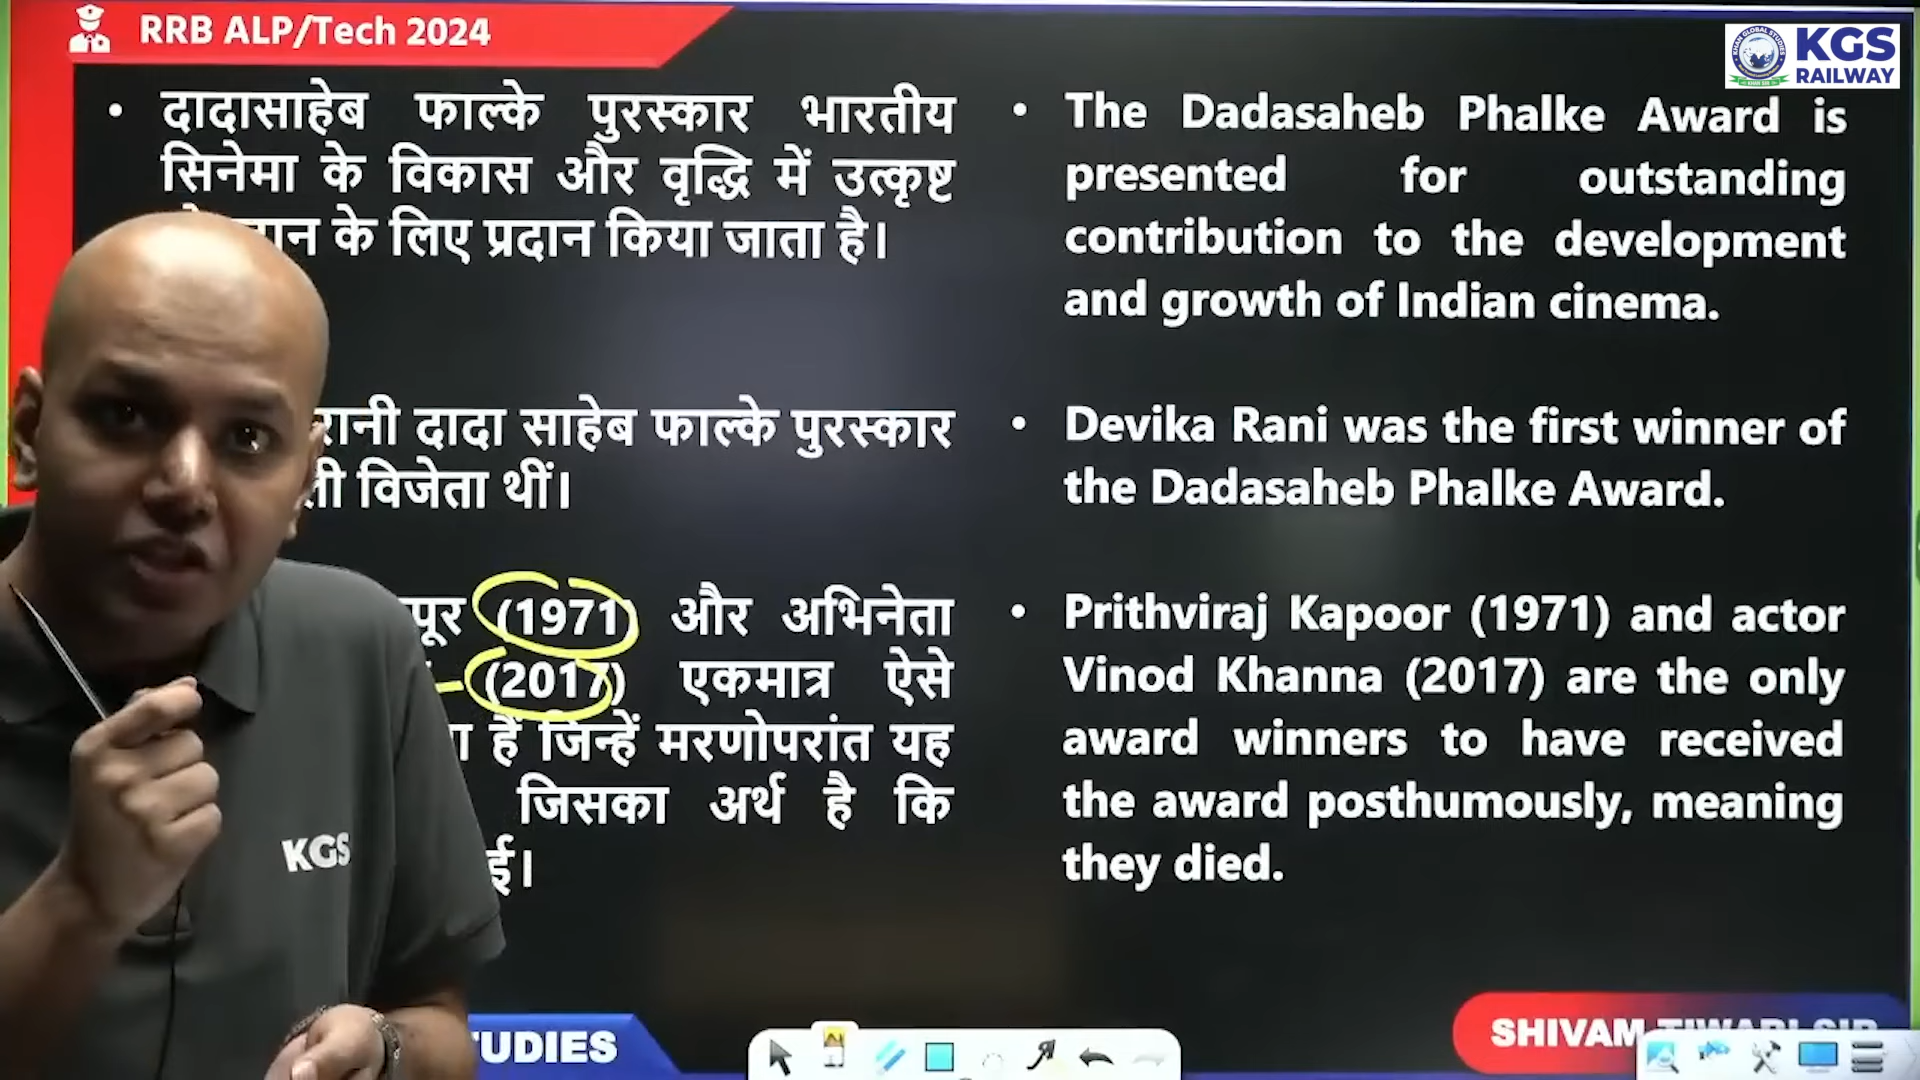 RRB ALP/Tech 2024
KGS
RAILWAY
दादासाहेब फाल्के पुरस्कार भारतीय
सिनेमा के विकास और वृद्धि में उत्कृष्ट
के लिए प्रदान किया जाता है।
रानी दादा साहेब फाल्के पुरस्कार
विजेता थीं।
(1971) और अभिनेता
(2017) एकमात्र ऐसे
हैं जिन्हें मरणोपरांत यह
जिसका अर्थ है कि
The Dadasaheb Phalke Award is
presented for outstanding
contribution to the development
and growth of Indian cinema.
Devika Rani was the first winner of
the Dadasaheb Phalke Award.
Prithviraj Kapoor (1971) and actor
Vinod Khanna (2017) are the only
award winners to have received
the award posthumously, meaning
they died.
KGS
SHIVAM TIWARI SIR